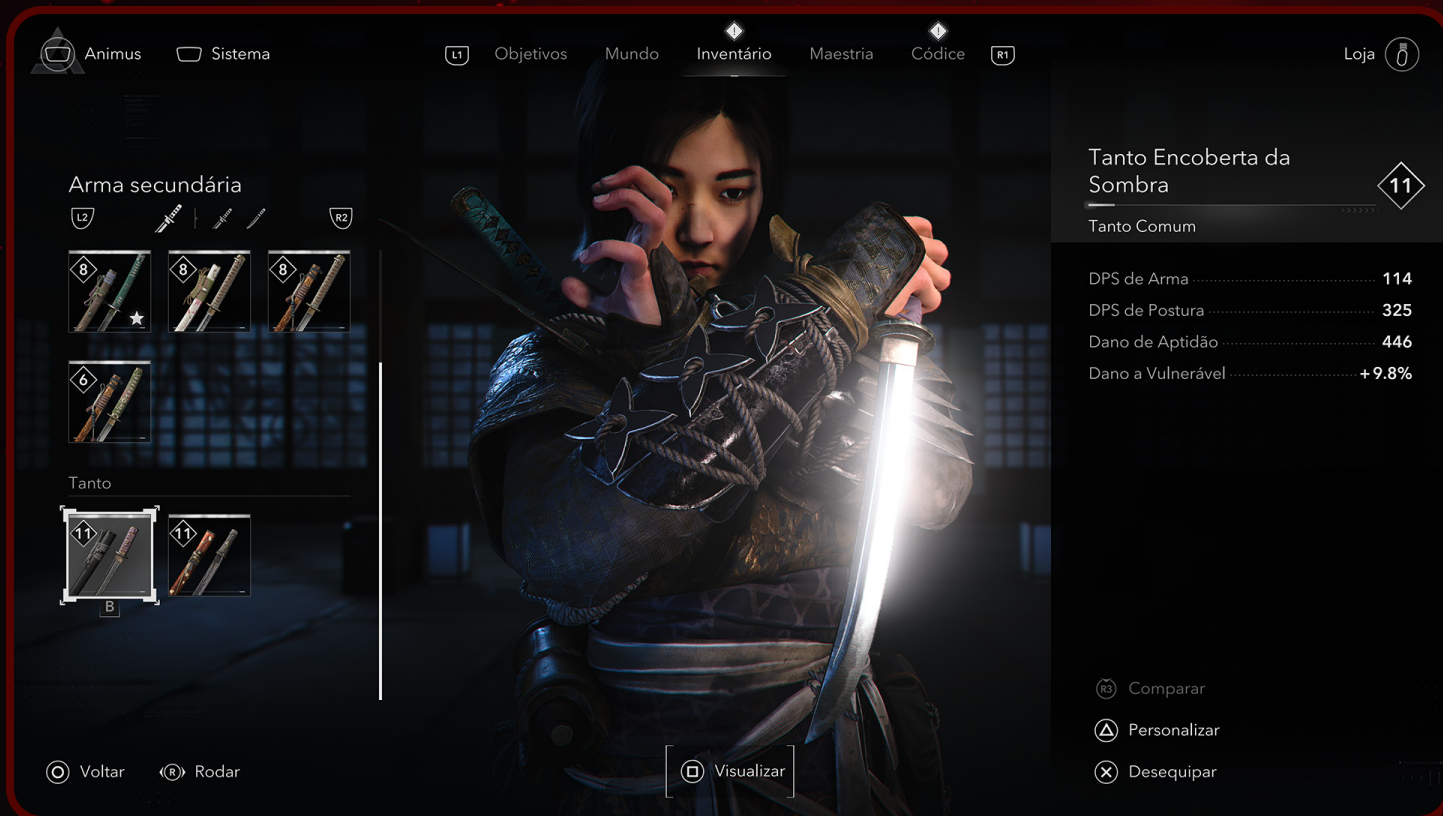 Animus
Sistema
L1
Objetivos
Mundo
Inventário
Maestria
Códice
R1
Loja
Arma secundária
L2
R2
8
8
8
6
Tanto
11
11
B
Tanto Encoberta da
Sombra
11
Tanto Comum
DPS de Arma 114
DPS de Postura 325
Dano de Aptidão 446
Dano a Vulnerável +9.8%
R3 Comparar
Personalizar
Desequipar
Voltar
R Rodar
Visualizar